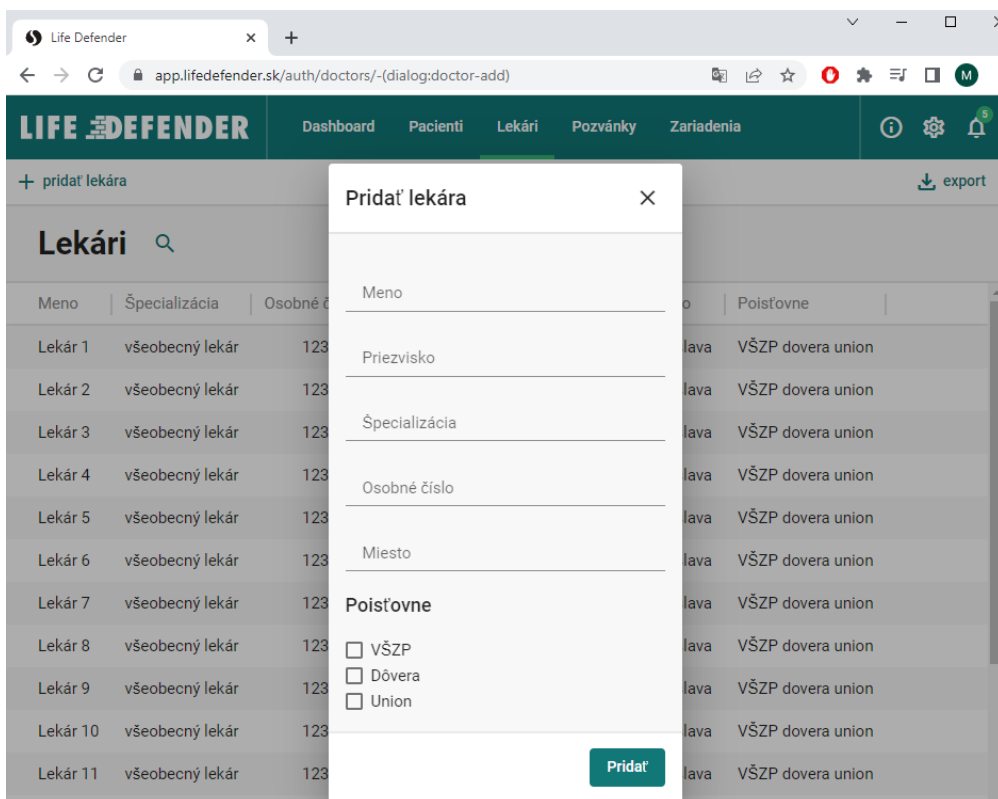 Life Defender
app.lifedefender.sk/auth/doctors/-(dialog:doctor-add)
M
LIFE DEFENDER Dashboard Pacienti Lekári Pozvánky Zariadenia 5
+ pridať lekára export
Pridať lekára
Lekári
Meno Špecializácia Osobné Poisťovne
Meno
Priezvisko
Špecializácia
Osobné číslo
Miesto
Poisťovne
VŠZP
Dôvera
Union
Pridať
Lekár 1 všeobecný lekár 123 lava VŠZP dovera union
Lekár 2 všeobecný lekár 123 lava VŠZP dovera union
Lekár 3 všeobecný lekár 123 lava VŠZP dovera union
Lekár 4 všeobecný lekár 123 lava VŠZP dovera union
Lekár 5 všeobecný lekár 123 lava VŠZP dovera union
Lekár 6 všeobecný lekár 123 lava VŠZP dovera union
Lekár 7 všeobecný lekár 123 lava VŠZP dovera union
Lekár 8 všeobecný lekár 123 lava VŠZP dovera union
Lekár 9 všeobecný lekár 123 lava VŠZP dovera union
Lekár 10 všeobecný lekár 123 lava VŠZP dovera union
Lekár 11 všeobecný lekár 123 lava VŠZP dovera union